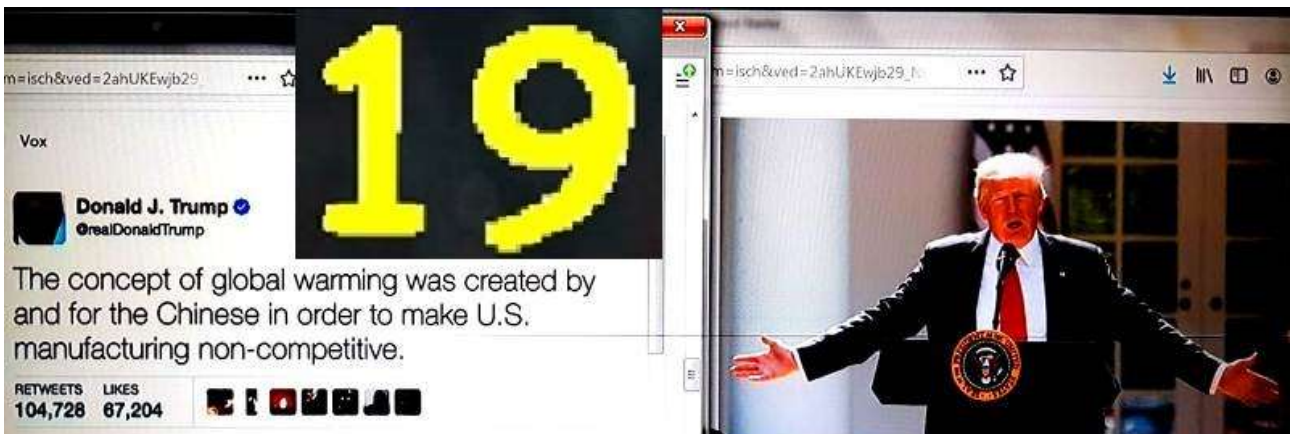 19
m=isch&ved=2ahUKEwjb29_
m=isch&ved=2ahUKEwjb29_N
Vox
Donald J. Trump
@realDonaldTrump
The concept of global warming was created by
and for the Chinese in order to make U.S.
manufacturing non-competitive.
RETWEETS LIKES
104,728 67,204